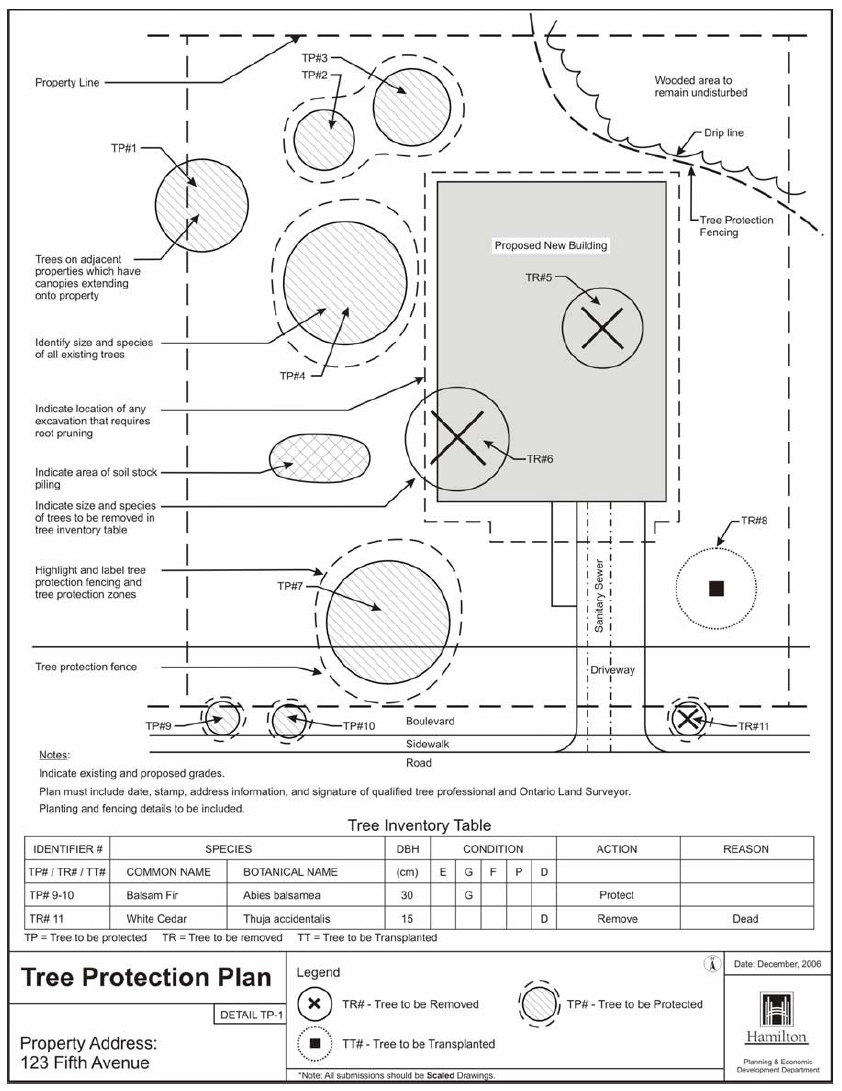 TP#3
TP#2
Property Line
Wooded area to
remain undisturbed
Drip line
TP#1
Tree Protection
Fencing
Proposed New Building
Trees on adjacent
properties which have
canopies extending
onto property
TR#5
Identify size and species
of all existing trees
TP#4
Indicate location of any
excavation that requires
root pruning
TR#6
Indicate area of soil stock
piling
Indicate size and species
of trees to be removed in
tree inventory table
TR#8
Highlight and label tree
protection fencing and
tree protection zones
TP#7
Sanitary Sewer
Tree protection fence
Driveway
TP#9
TP#10
Boulevard
TR#11
Sidewalk
Road
Notes:
Indicate existing and proposed grades.
Plan must include date, stamp, address information, and signature of qualified tree professional and Ontario Land Surveyor.
Planting and fencing details to be included.
Tree Inventory Table
IDENTIFIER # SPECIES DBH CONDITION ACTION REASON
TP# / TR# / TT# COMMON NAME BOTANICAL NAME (cm) E G F P D
TP# 9-10 Balsam Fir Abies balsamea 30 G Protect
TR# 11 White Cedar Thuja accidentalis 15 D Remove Dead
TP = Tree to be protected TR = Tree to be removed TT = Tree to be Transplanted
Tree Protection Plan
DETAIL TP-1
Property Address:
123 Fifth Avenue
Legend
TR# - Tree to be Removed
TP# - Tree to be Protected
TT# - Tree to be Transplanted
*Note: All submissions should be Scaled Drawings.
Date: December, 2006
Hamilton
Planning & Economic
Development Department